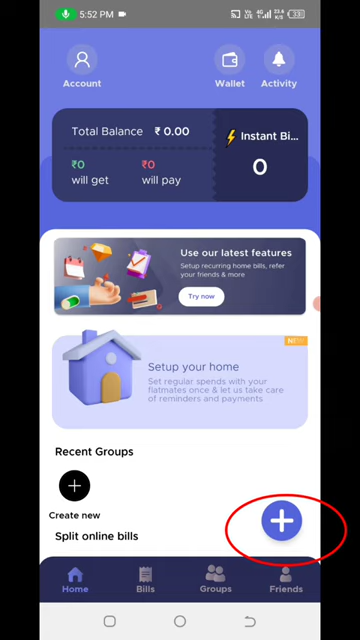 5:52 PM
4G
Account
Wallet
Activity
Total Balance ₹ 0.00
₹0
will get
₹0
will pay
Instant Bi...
0
Use our latest features
Setup recurring home bills, refer
your friends & more
Try now
NEW
Setup your home
Set regular spends with your
flatmates once & let us take care
of reminders and payments
Recent Groups
Create new
Split online bills
Home
Bills
Groups
Friends